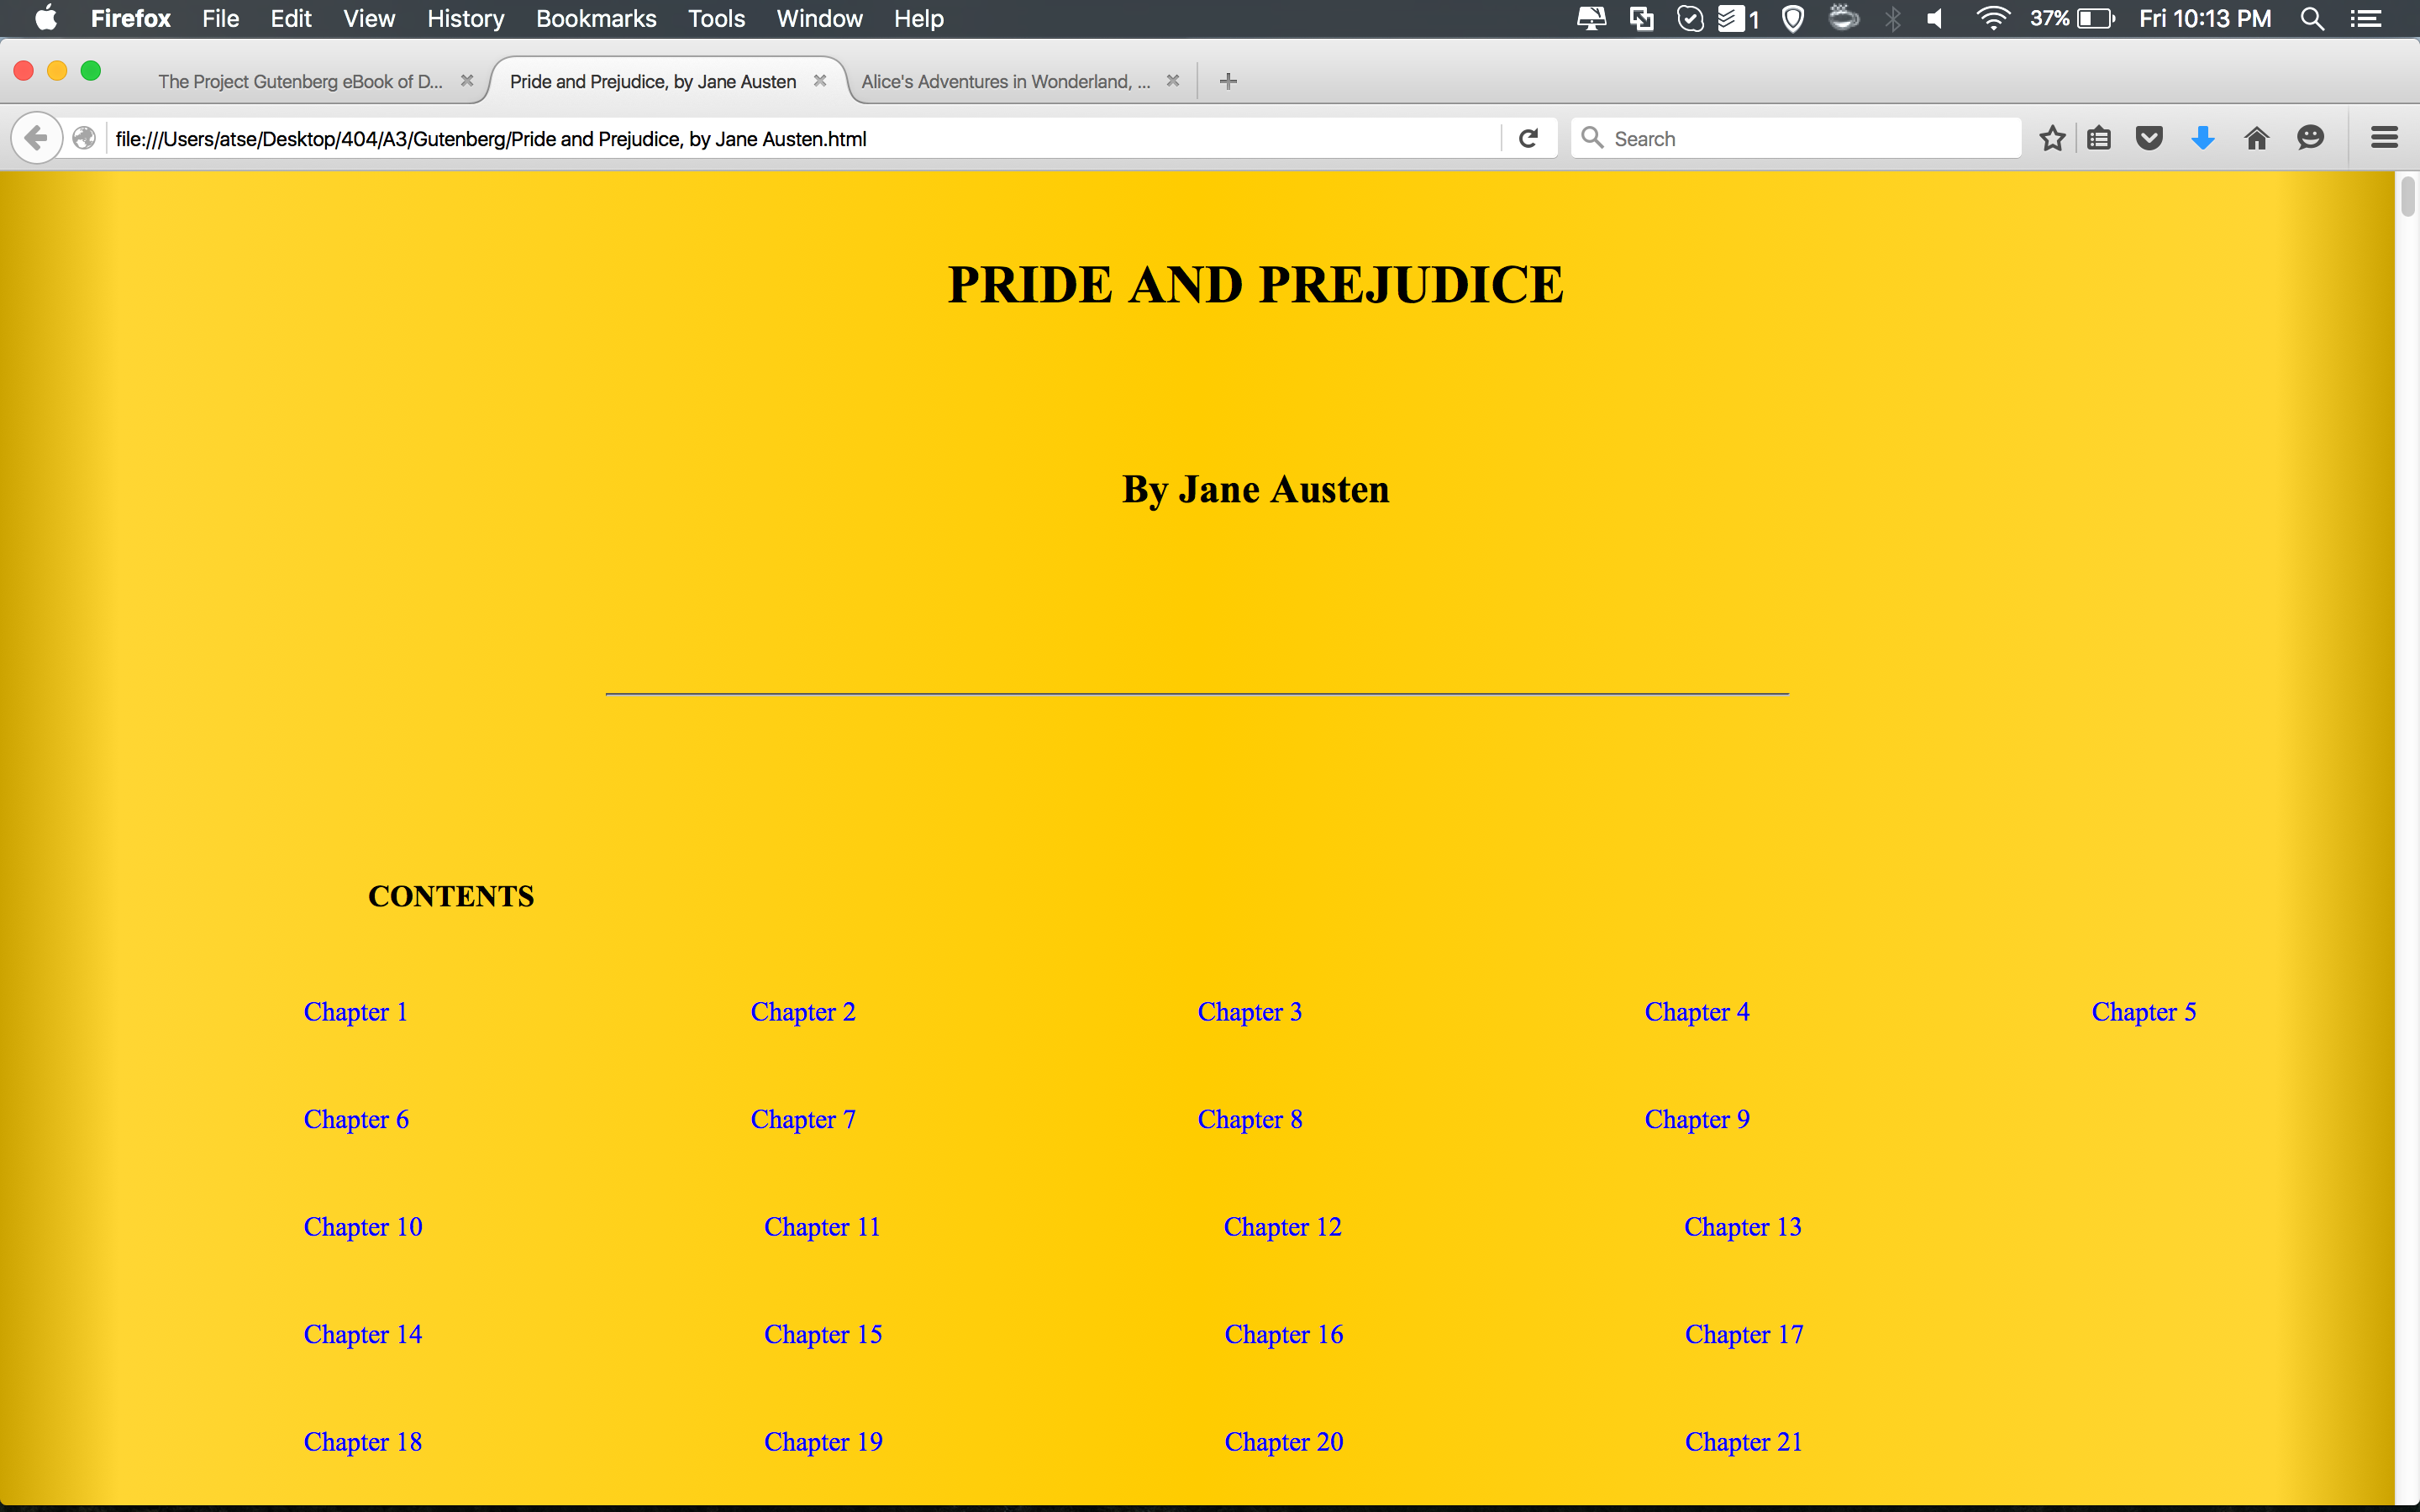 Firefox File Edit View History Bookmarks Tools Window Help 1 37% Fri 10:13 PM
The Project Gutenberg eBook of D... Pride and Prejudice, by Jane Austen Alice's Adventures in Wonderland, ...
file:///Users/atse/Desktop/404/A3/Gutenberg/Pride and Prejudice, by Jane Austen.html Search
PRIDE AND PREJUDICE
By Jane Austen
CONTENTS
Chapter 1 Chapter 2 Chapter 3 Chapter 4 Chapter 5
Chapter 6 Chapter 7 Chapter 8 Chapter 9
Chapter 10 Chapter 11 Chapter 12 Chapter 13
Chapter 14 Chapter 15 Chapter 16 Chapter 17
Chapter 18 Chapter 19 Chapter 20 Chapter 21